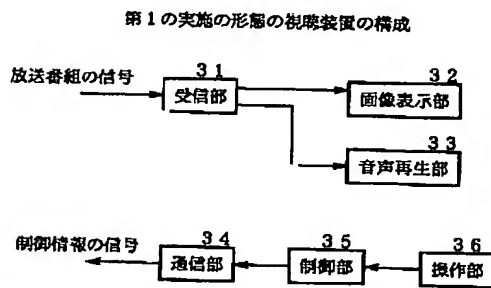 第1の実施の形態の視聴装置の構成
31
32
放送番組の信号
受信部
画像表示部
33
音声再生部
制御情報の信号
34
35
36
通信部
制御部
操作部